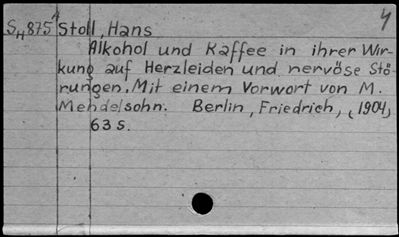 4
S H 875 Stoll, Hans
Alkohol und Kaffee in ihrer Wir-
kung auf Herzleiden und nervöse Stö-
rungen. Mit einem Vorwort von M.
Mendelsohn. Berlin, Friedrich, (1904)
63 S.